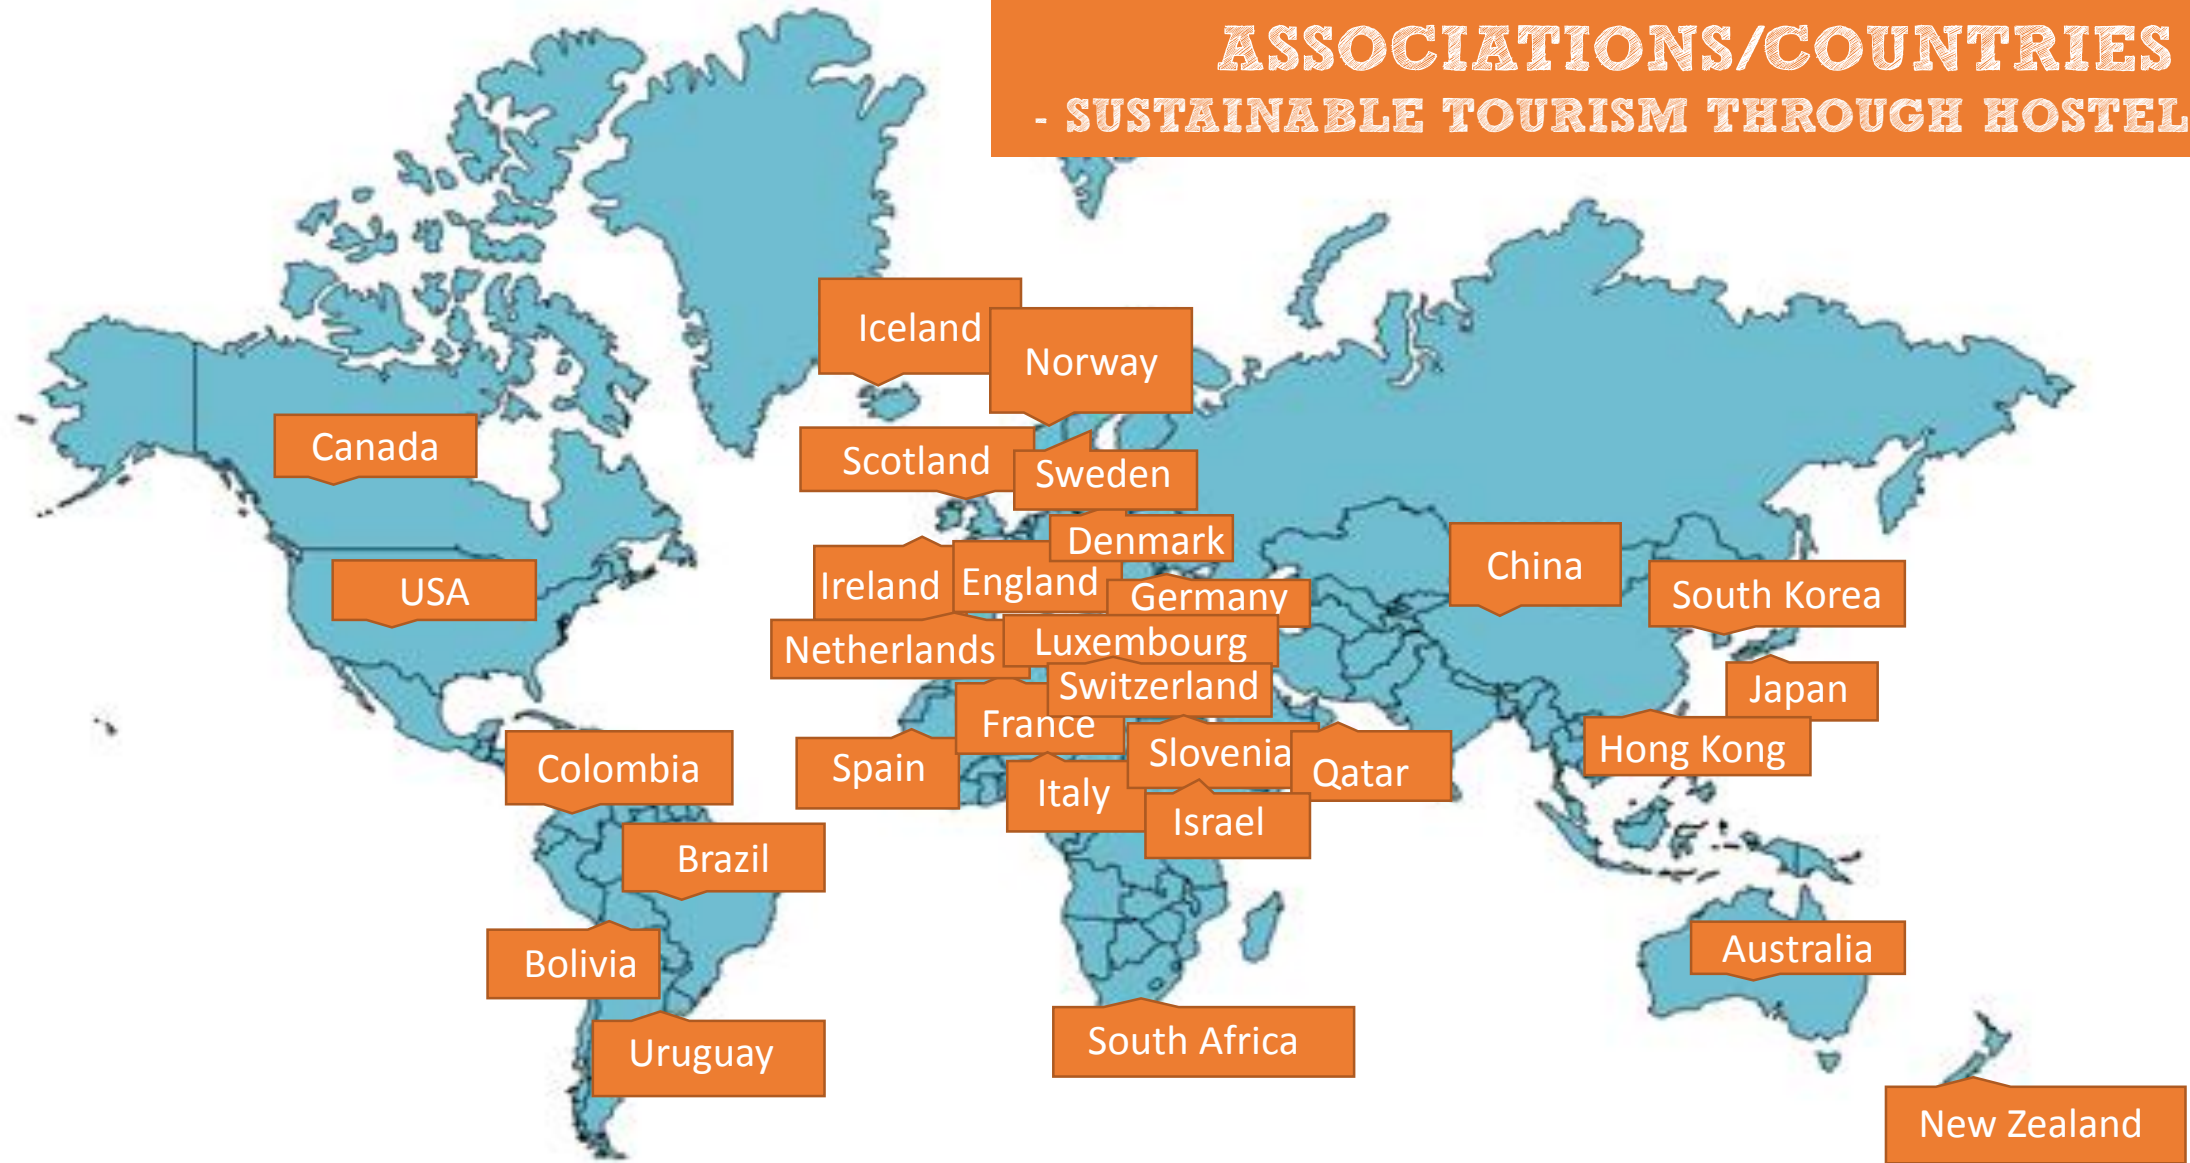 ASSOCIATIONS/COUNTRIES
- SUSTAINABLE TOURISM THROUGH HOSTEL
Iceland
Norway
Canada
Scotland
Sweden
Denmark
China
USA
Ireland
England
Germany
South Korea
Netherlands
Luxembourg
Switzerland
Japan
France
Colombia
Spain
Slovenia
Qatar
Hong Kong
Italy
Israel
Brazil
Bolivia
Australia
Uruguay
South Africa
New Zealand